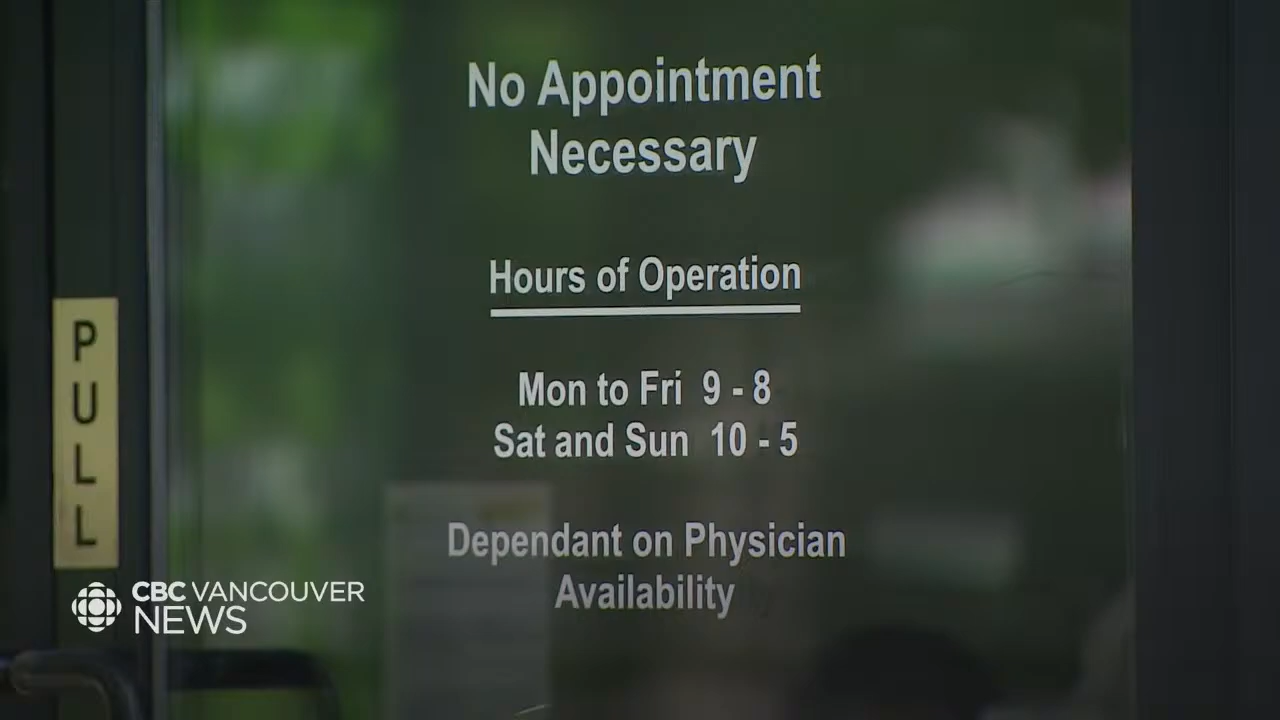 No Appointment
Necessary
Hours of Operation
Mon to Fri 9 - 8
Sat and Sun 10 - 5
Dependant on Physician
Availability
PULL
CBC VANCOUVER
NEWS